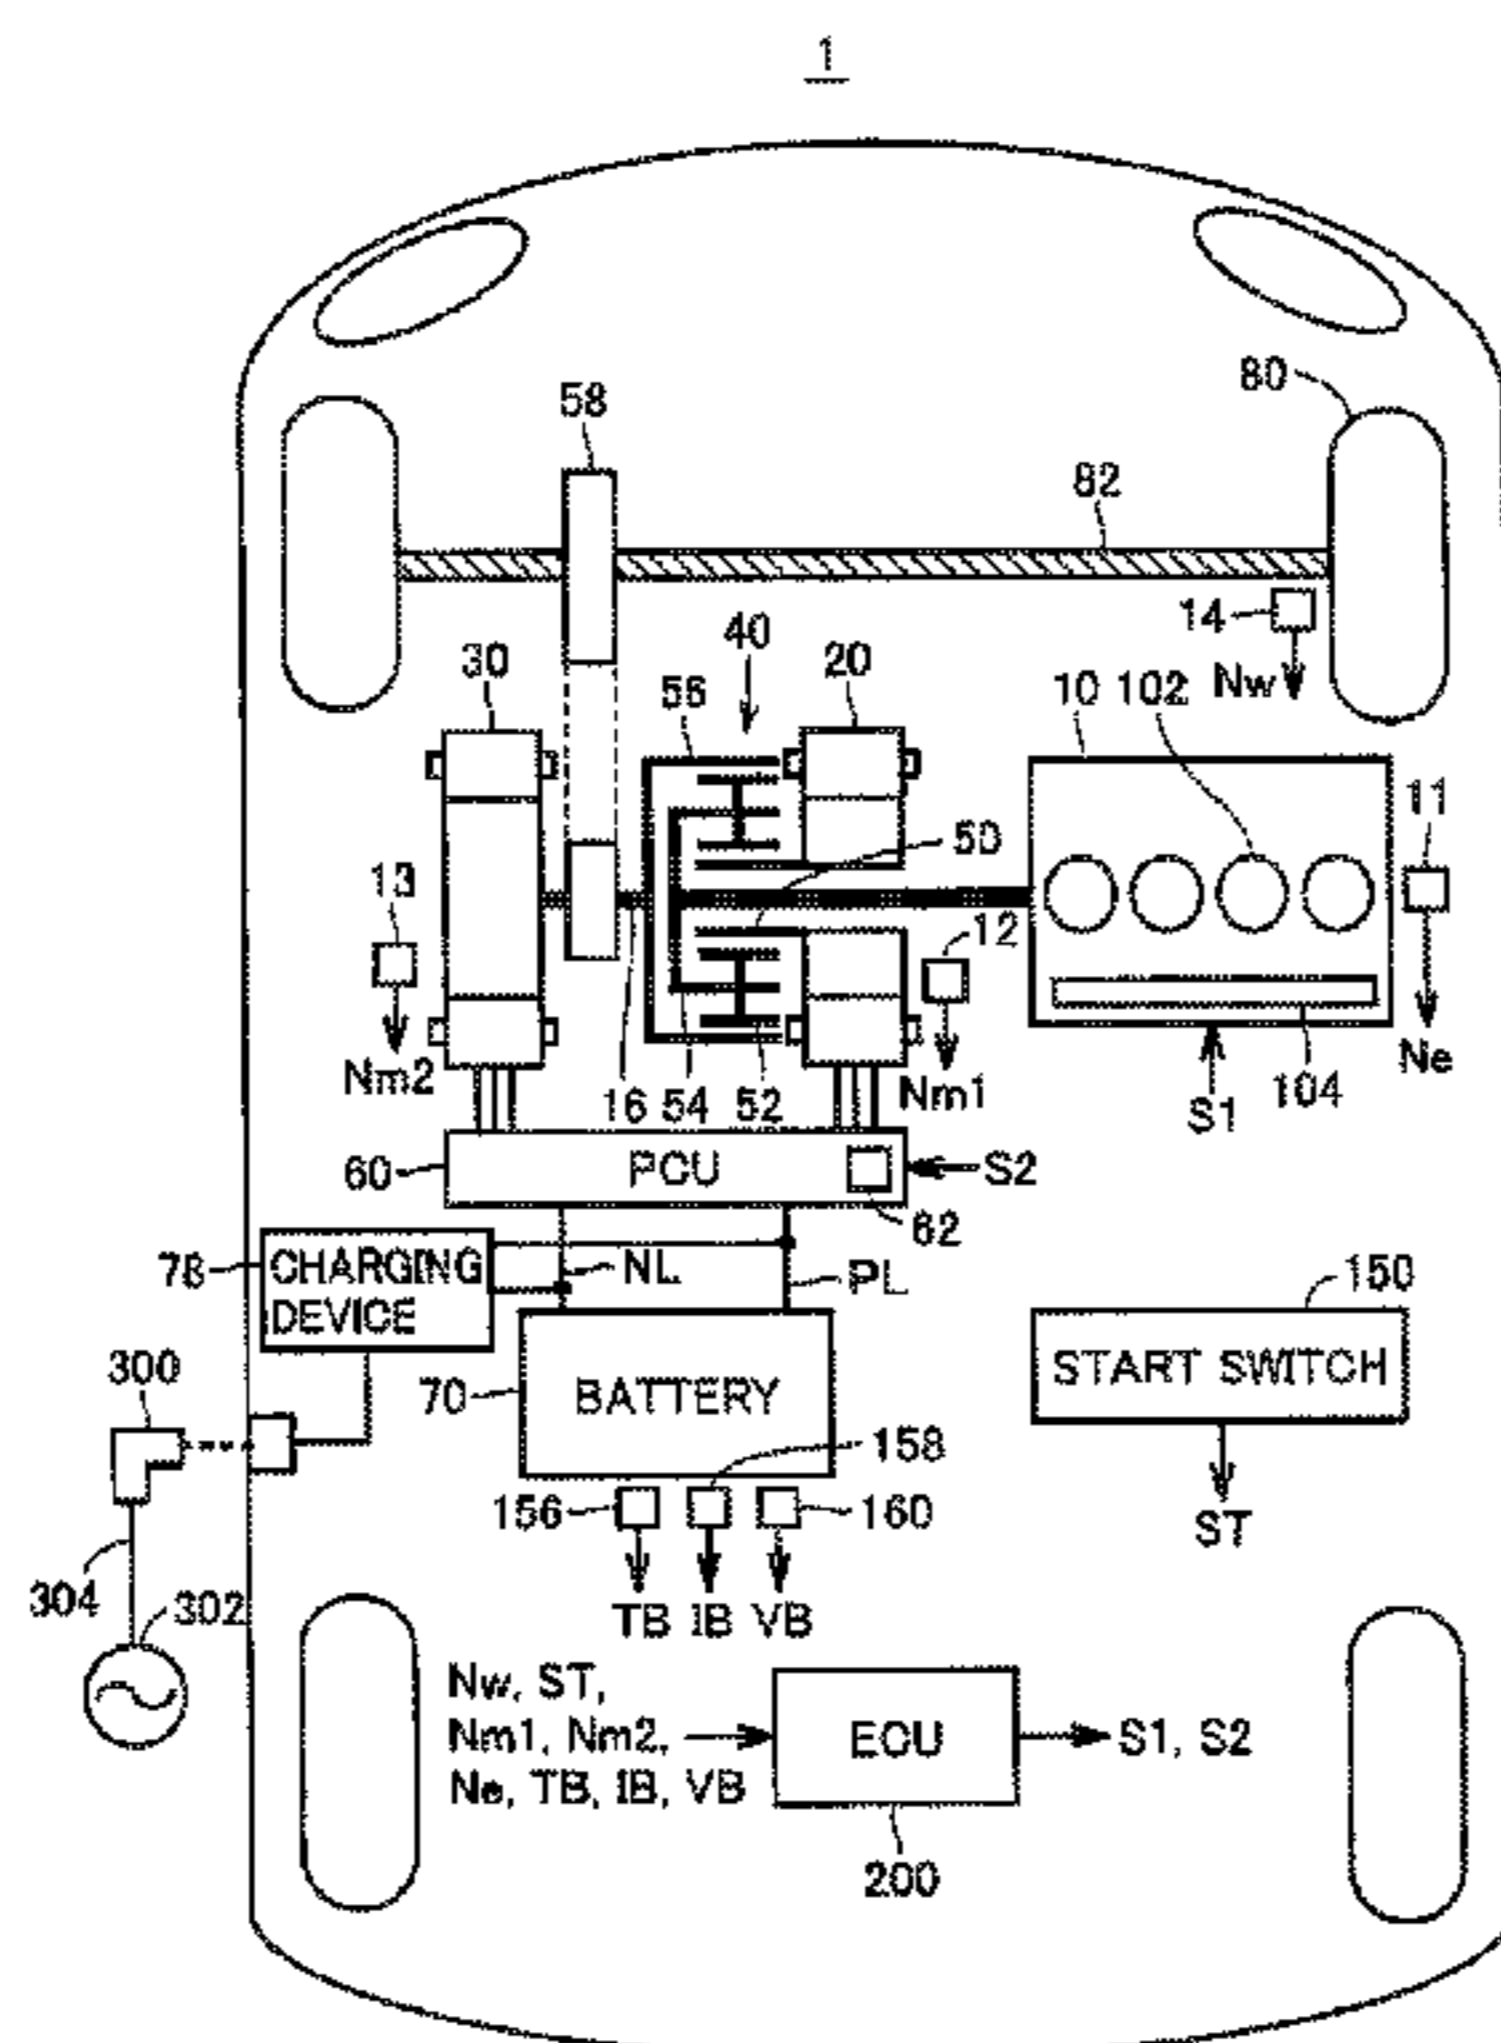 1
80
58
82
14
40
30
20
Nw
56
10 102
11
50
13
12
Nm2
Nm1
Ne
16 54 52
104
S1
60
PCU
S2
62
78
CHARGING
DEVICE
NL
PL
150
300
70
BATTERY
START SWITCH
158
156
160
ST
304
302
TB IB VB
Nw, ST,
Nm1, Nm2,
Ne, TB, IB, VB
ECU
S1, S2
200